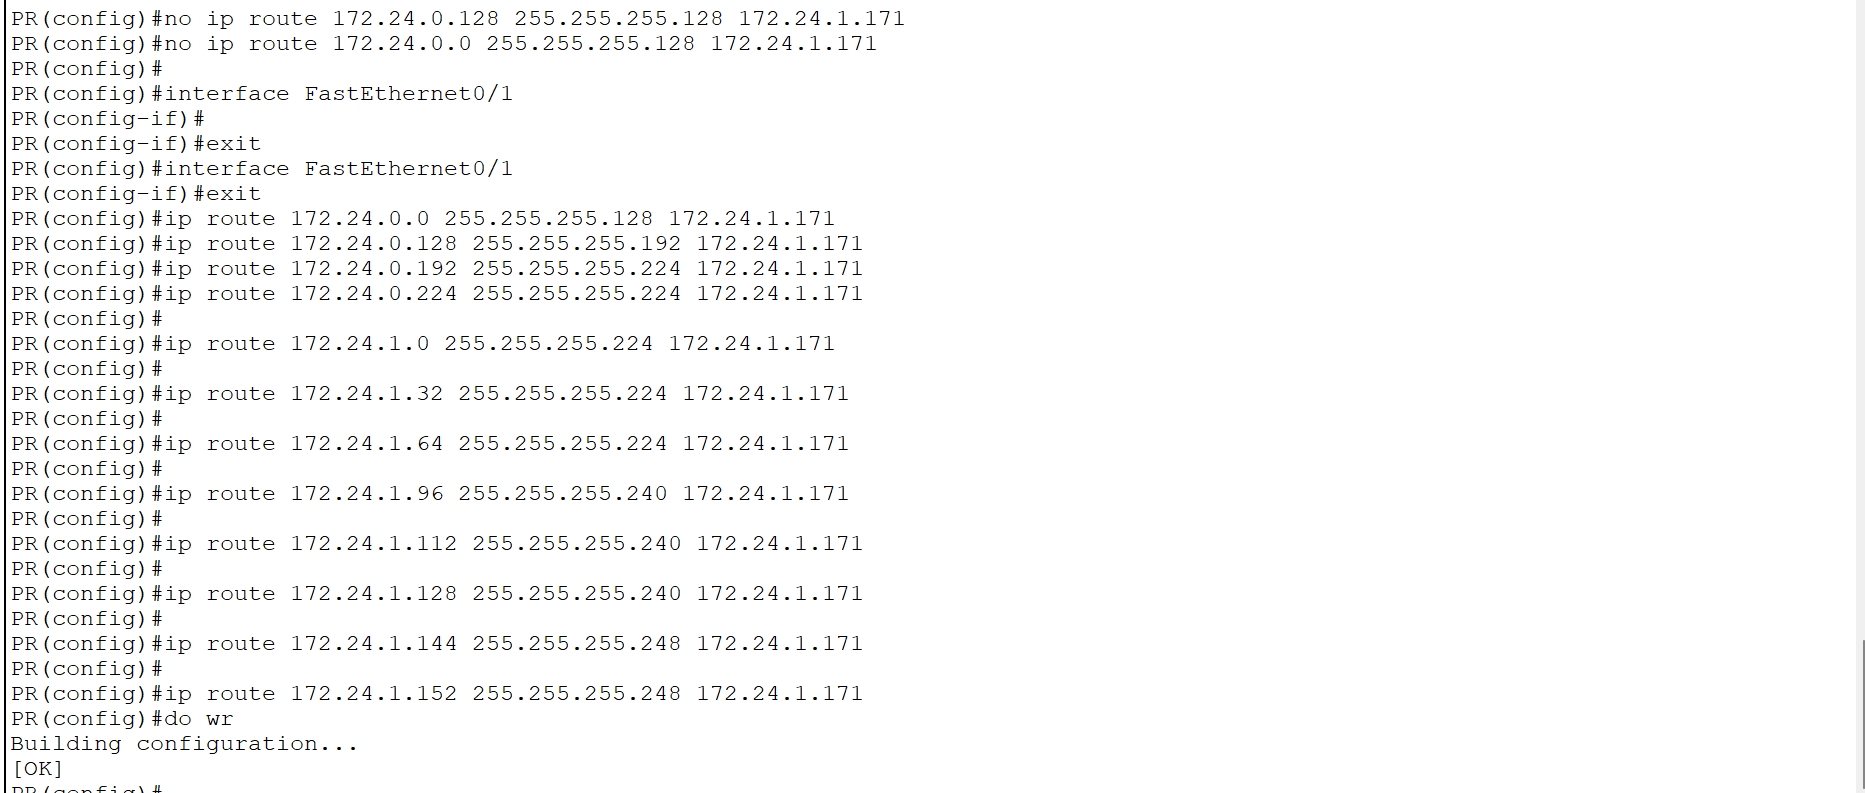 PR(config)#no ip route 172.24.0.128 255.255.255.128 172.24.1.171
PR(config)#no ip route 172.24.0.0 255.255.255.128 172.24.1.171
PR(config)#
PR(config)#interface FastEthernet0/1
PR(config-if)#
PR(config-if)#exit
PR(config)#interface FastEthernet0/1
PR(config-if)#exit
PR(config)#ip route 172.24.0.0 255.255.255.128 172.24.1.171
PR(config)#ip route 172.24.0.128 255.255.255.192 172.24.1.171
PR(config)#ip route 172.24.0.192 255.255.255.224 172.24.1.171
PR(config)#ip route 172.24.0.224 255.255.255.224 172.24.1.171
PR(config)#
PR(config)#ip route 172.24.1.0 255.255.255.224 172.24.1.171
PR(config)#
PR(config)#ip route 172.24.1.32 255.255.255.224 172.24.1.171
PR(config)#
PR(config)#ip route 172.24.1.64 255.255.255.224 172.24.1.171
PR(config)#
PR(config)#ip route 172.24.1.96 255.255.255.240 172.24.1.171
PR(config)#
PR(config)#ip route 172.24.1.112 255.255.255.240 172.24.1.171
PR(config)#
PR(config)#ip route 172.24.1.128 255.255.255.240 172.24.1.171
PR(config)#
PR(config)#ip route 172.24.1.144 255.255.255.248 172.24.1.171
PR(config)#
PR(config)#ip route 172.24.1.152 255.255.255.248 172.24.1.171
PR(config)#do wr
Building configuration...
[OK]
PR(config)#